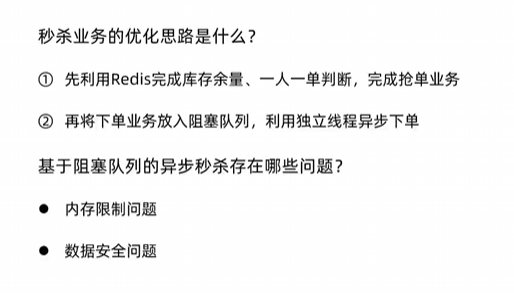 秒杀业务的优化思路是什么?
① 先利用Redis完成库存余量、一人一单判断，完成抢单业务
② 再将下单业务放入阻塞队列，利用独立线程异步下单
基于阻塞队列的异步秒杀存在哪些问题?
● 内存限制问题
● 数据安全问题